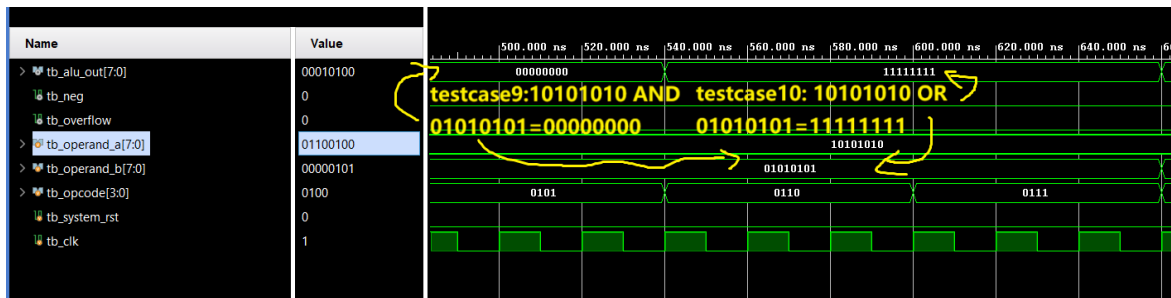 Name Value
500.000 ns 520.000 ns 540.000 ns 560.000 ns 580.000 ns 600.000 ns 620.000 ns 640.000 ns
tb_alu_out[7:0] 00010100 00000000 11111111
tb_neg 0
testcase9:10101010 AND testcase10: 10101010 OR
tb_overflow 0
01010101=00000000 01010101=11111111
tb_operand_a[7:0] 01100100 10101010
tb_operand_b[7:0] 00000101 01010101
tb_opcode[3:0] 0100 0101 0110 0111
tb_system_rst 0
tb_clk 1